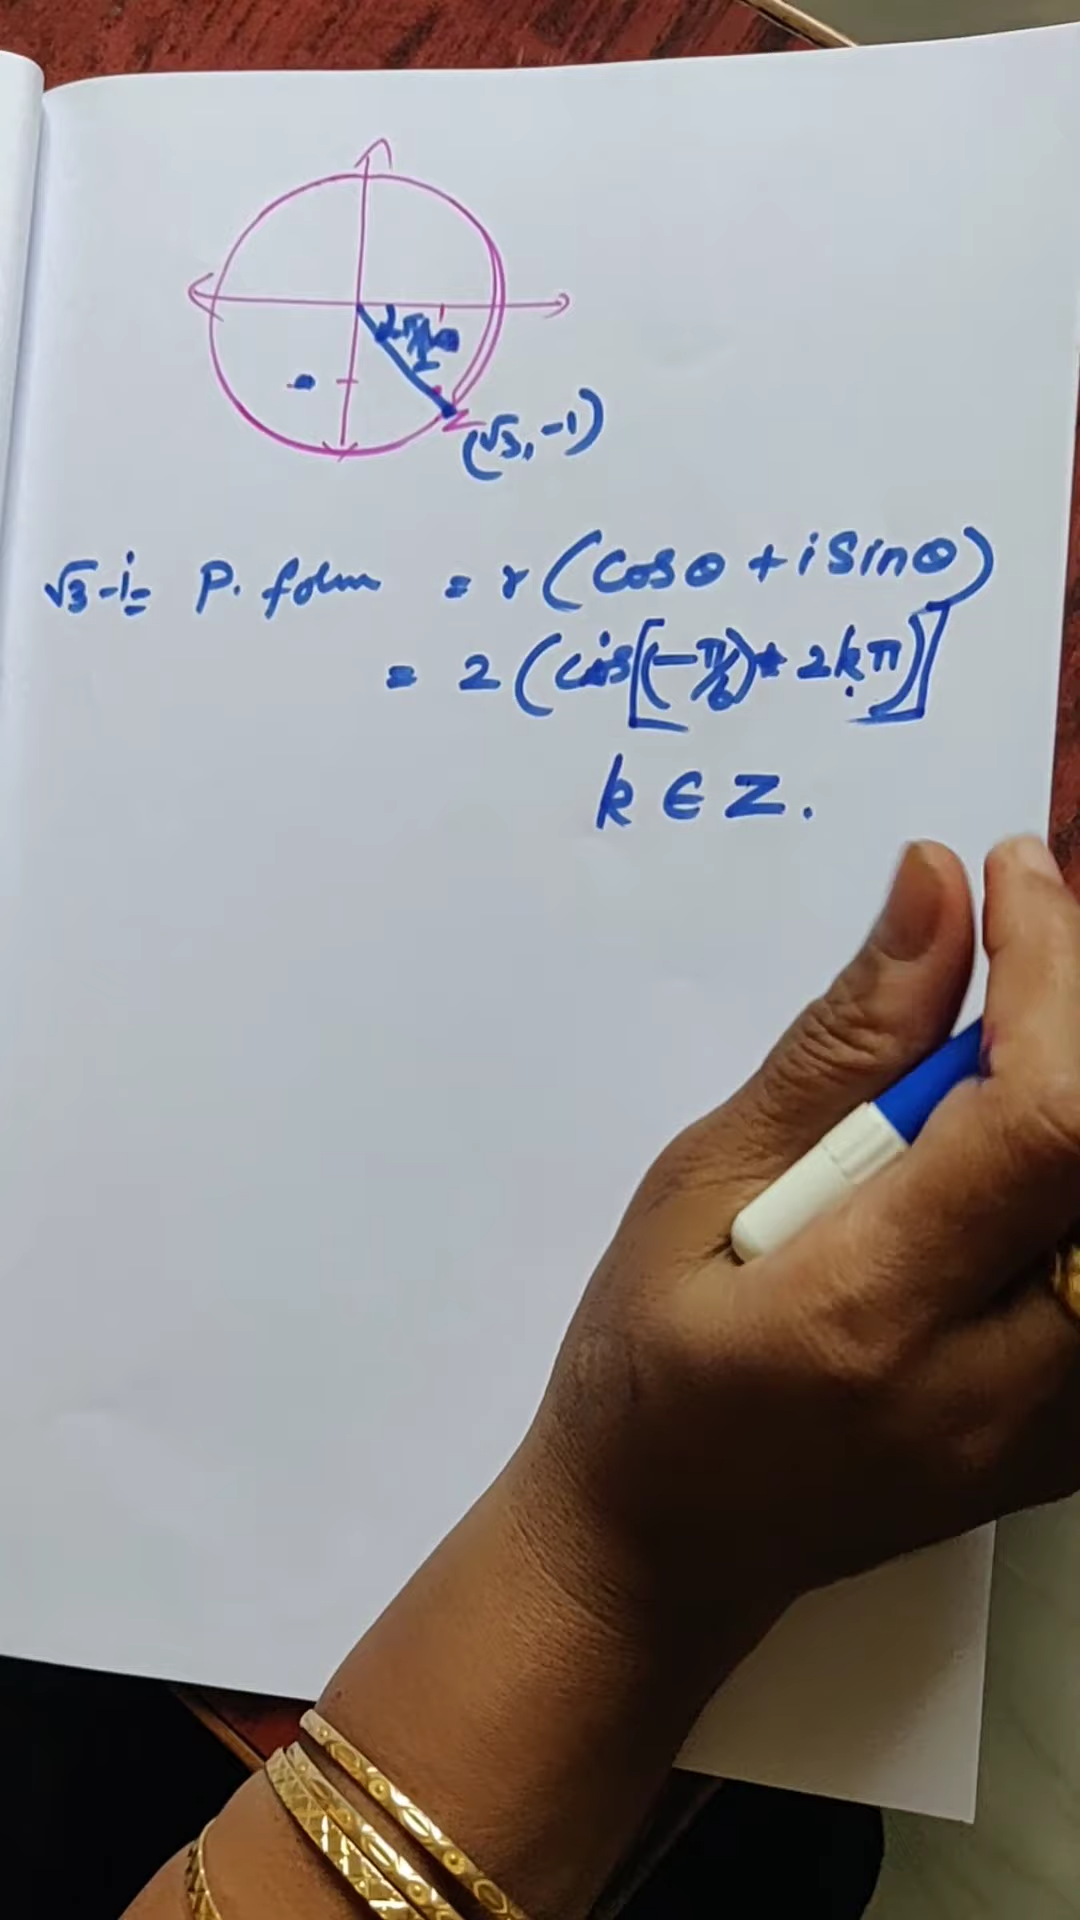 z
(√3, -1)
√3-i = P. form = r(cosθ + i sinθ)
= 2(cis[(-π/6)+ 2kπ)]
k ∈ Z.